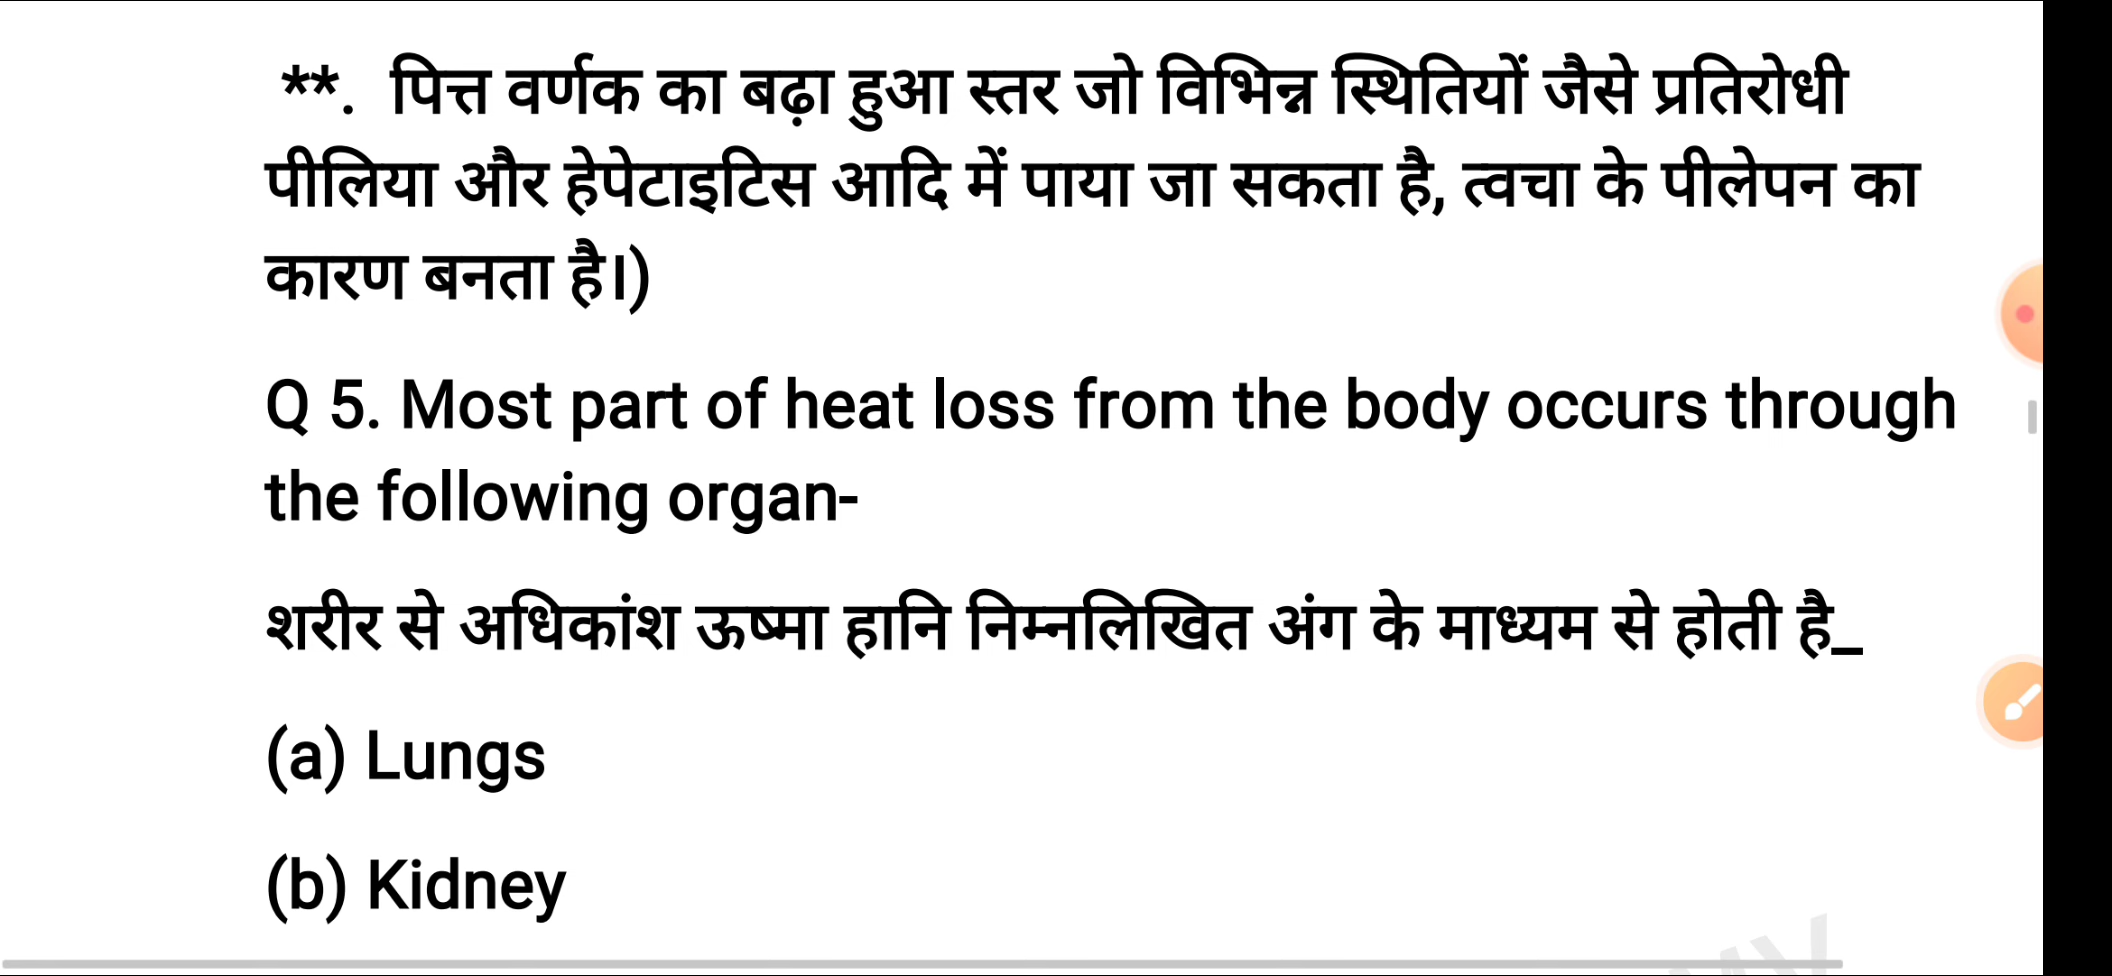 **. पित्त वर्णक का बढ़ा हुआ स्तर जो विभिन्न स्थितियों जैसे प्रतिरोधी
पीलिया और हेपेटाइटिस आदि में पाया जा सकता है, त्वचा के पीलेपन का
कारण बनता है।)
Q 5. Most part of heat loss from the body occurs through
the following organ-
शरीर से अधिकांश ऊष्मा हानि निम्नलिखित अंग के माध्यम से होती है_
(a) Lungs
(b) Kidney